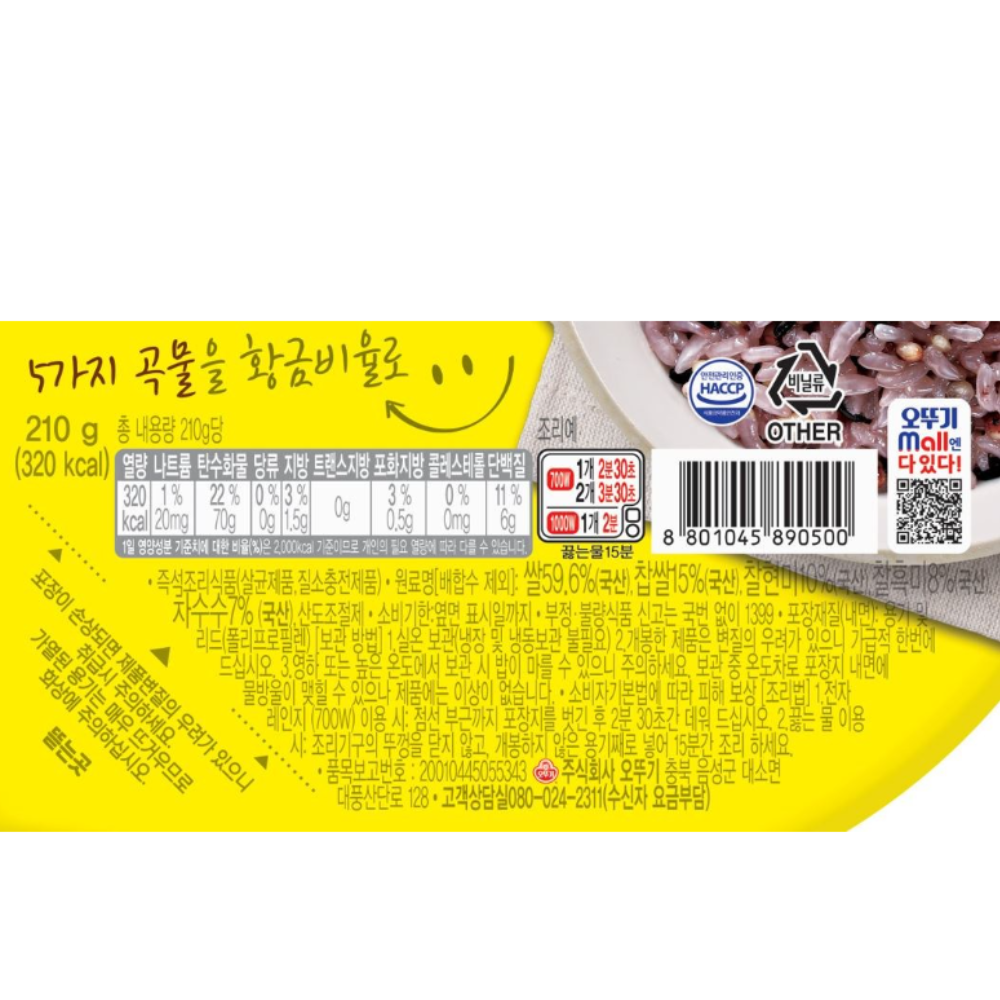 5가지 곡물을 황금비율로
210 g 총 내용량 210g당
(320 kcal)
열량 나트륨 탄수화물 당류 지방 트랜스지방 포화지방 콜레스테롤 단백질
320 1 % 22 % 0 % 3 % 0g 3 % 0 % 11 %
kcal 20mg 70g 0g 1.5g 0.5g 0mg 6g
1일 영양성분 기준치에 대한 비율(%)은 2,000kcal 기준이므로 개인의 필요 열량에 따라 다를 수 있습니다.
조리예
700W 1개 2분30초
2개 3분30초
1000W 1개 2분
끓는물15분
안전관리인증
HACCP
비닐류
OTHER
8 801045 890500
오뚜기
mall엔
다 있다!
• 즉석조리식품(살균제품, 질소충전제품) • 원료명[배합수 제외]: 쌀59.6%(국산), 찹쌀15%(국산), 찰현미10%(국산), 찰흑미8%(국산),
차수수7% (국산), 산도조절제 • 소비기한:옆면 표시일까지 • 부정·불량식품 신고는 국번 없이 1399 • 포장재질(내면): 용기 및
리드(폴리프로필렌) [보관 방법] 1.실온 보관(냉장 및 냉동보관 불필요) 2.개봉한 제품은 변질의 우려가 있으니 가급적 한번에
드십시오. 3.영하 또는 높은 온도에서 보관 시 밥이 마를 수 있으니 주의하세요. 보관 중 온도차로 포장지 내면에
물방울이 맺힐 수 있으나 제품에는 이상이 없습니다. • 소비자기본법에 따라 피해 보상 [조리법] 1.전자
레인지 (700W) 이용 시: 점선 부근까지 포장지를 벗긴 후 2분 30초간 데워 드십시오. 2.끓는 물 이용
시: 조리기구의 뚜껑을 닫지 않고, 개봉하지 않은 용기째로 넣어 15분간 조리 하세요.
• 품목보고번호 : 20010445055343 오뚜기 주식회사 오뚜기 충북 음성군 대소면
대풍산단로 128 • 고객상담실080-024-2311(수신자 요금부담)
포장이 손상되면 제품변질의 우려가 있으니
취급시 주의하세요.
가열된 용기는 매우 뜨거우므로
화상에 주의하십시오.
뜯는곳